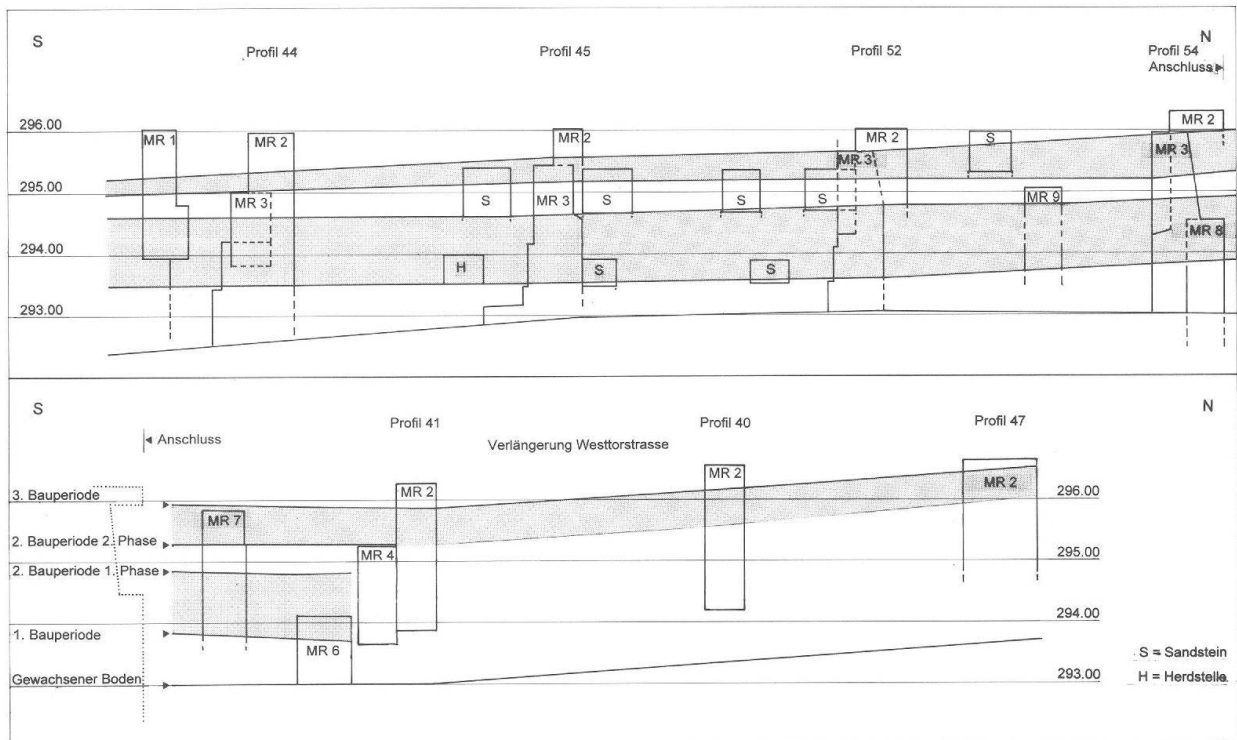 S N
Profil 44 Profil 45 Profil 52 Profil 54
Anschluss
296.00
MR 1 MR 2 MR 2 MR 2 S MR 2
MR 3 MR 3
295.00
MR 3 S MR 3 S S S MR 9
294.00
MR 8
H S S
293.00
S N
Profil 41 Profil 40 Profil 47
Anschluss Verlängerung Westtorstrasse
3. Bauperiode MR 2 MR 2 MR 2 296.00
MR 7
2. Bauperiode 2. Phase
MR 4 295.00
2. Bauperiode 1. Phase
294.00
1. Bauperiode
MR 6 S = Sandstein
Gewachsener Boden 293.00 H = Herdstelle